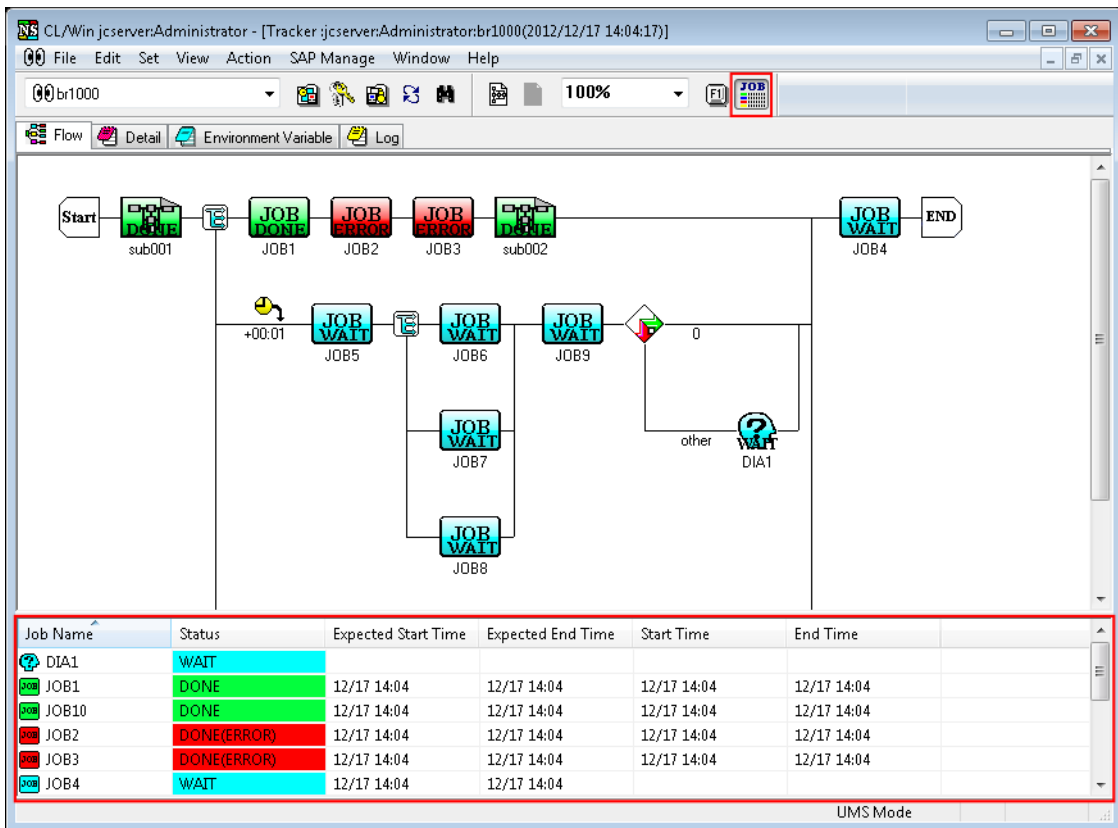 CL/Win jcserver:Administrator - [Tracker :jcserver:Administrator:br1000(2012/12/17 14:04:17)]
File Edit Set View Action SAP Manage Window Help
br1000 100% F1 JOB
Flow Detail Environment Variable Log
Start DONE JOB DONE JOB ERROR JOB ERROR DONE JOB WAIT END
sub001 JOB1 JOB2 JOB3 sub002 JOB4
JOB WAIT JOB WAIT JOB WAIT
+00:01 JOB5 JOB6 JOB9 0
JOB WAIT other ? WAIT
JOB7 DIA1
JOB WAIT
JOB8
Job Name Status Expected Start Time Expected End Time Start Time End Time
DIA1 WAIT
JOB JOB1 DONE 12/17 14:04 12/17 14:04 12/17 14:04 12/17 14:04
JOB JOB10 DONE 12/17 14:04 12/17 14:04 12/17 14:04 12/17 14:04
JOB JOB2 DONE(ERROR) 12/17 14:04 12/17 14:04 12/17 14:04 12/17 14:04
JOB JOB3 DONE(ERROR) 12/17 14:04 12/17 14:04 12/17 14:04 12/17 14:04
JOB JOB4 WAIT 12/17 14:04 12/17 14:04
UMS Mode